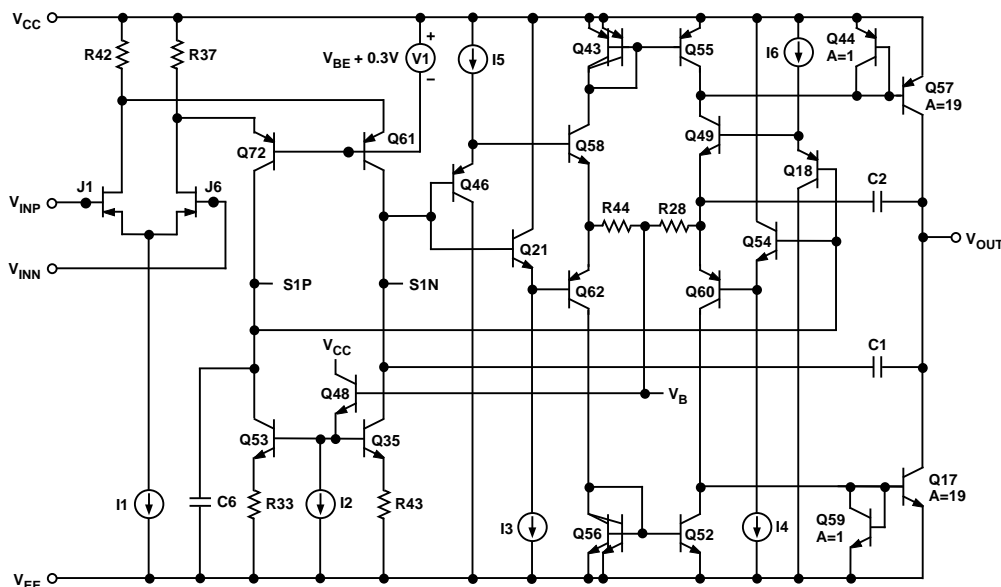 VCC
R42
R37
VBE + 0.3V
+
V1
−
I5
Q43
Q55
I6
Q44
A=1
Q57
A=19
Q72
Q61
Q58
Q49
Q46
Q18
J1
J6
VINP
R44
R28
C2
Q21
Q54
VOUT
VINN
S1P
S1N
Q62
Q60
VCC
Q48
C1
VB
Q53
Q35
I1
C6
R33
I2
R43
I3
Q56
Q52
I4
Q59
A=1
Q17
A=19
VEE